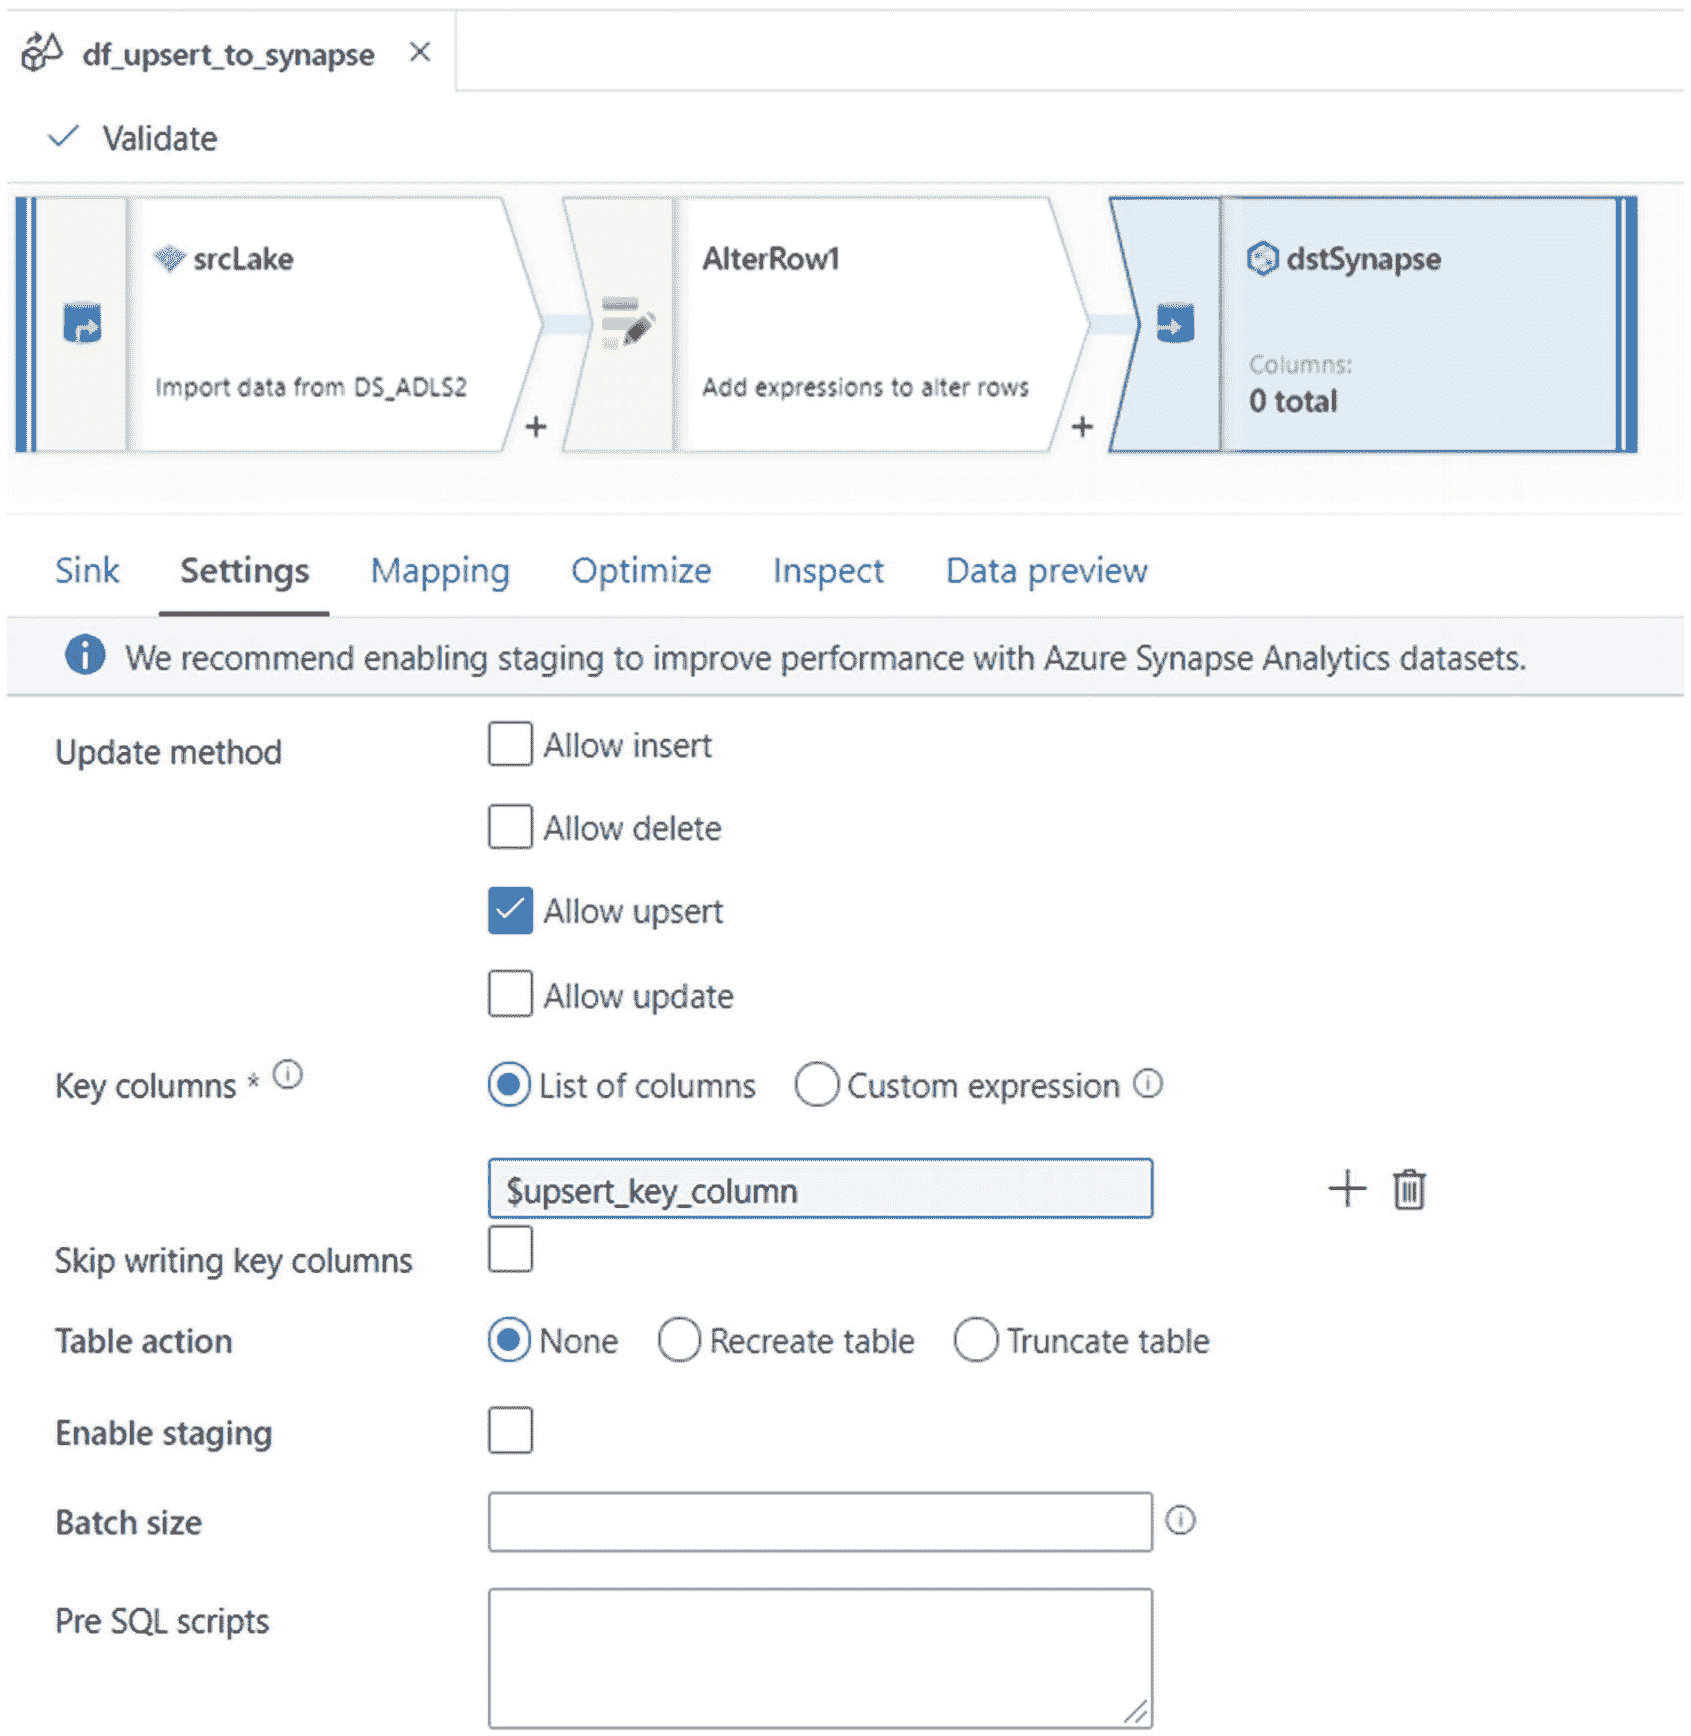 df_upsert_to_synapse
Validate
srcLake
Import data from DS_ADLS2
+
AlterRow1
Add expressions to alter rows
+
dstSynapse
Columns:
0 total
Sink Settings Mapping Optimize Inspect Data preview
We recommend enabling staging to improve performance with Azure Synapse Analytics datasets.
Update method
Allow insert
Allow delete
Allow upsert
Allow update
Key columns *
List of columns Custom expression
$upsert_key_column
Skip writing key columns
Table action
None Recreate table Truncate table
Enable staging
Batch size
Pre SQL scripts